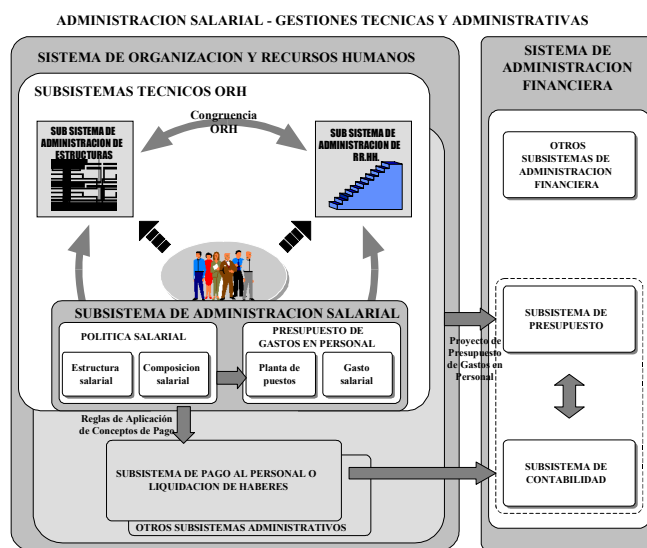 ADMINISTRACION SALARIAL - GESTIONES TECNICAS Y ADMINISTRATIVAS
SISTEMA DE ORGANIZACION Y RECURSOS HUMANOS
SUBSISTEMAS TECNICOS ORH
Congruencia
ORH
SUB SISTEMA DE
ADMINISTRACION DE
ESTRUCTURAS
SUB SISTEMA DE
ADMINISTRACION DE
RR.HH.
SUBSISTEMA DE ADMINISTRACION SALARIAL
POLITICA SALARIAL
Estructura
salarial
Composicion
salarial
PRESUPUESTO DE
GASTOS EN PERSONAL
Planta de
puestos
Gasto
salarial
Reglas de Aplicación
de Conceptos de Pago
SUBSISTEMA DE PAGO AL PERSONAL O
LIQUIDACION DE HABERES
OTROS SUBSISTEMAS ADMINISTRATIVOS
Proyecto de
Presupuesto
de Gastos en
Personal
SISTEMA DE
ADMINISTRACION
FINANCIERA
OTROS
SUBSISTEMAS DE
ADMINISTRACION
FINANCIERA
SUBSISTEMA DE
PRESUPUESTO
SUBSISTEMA DE
CONTABILIDAD